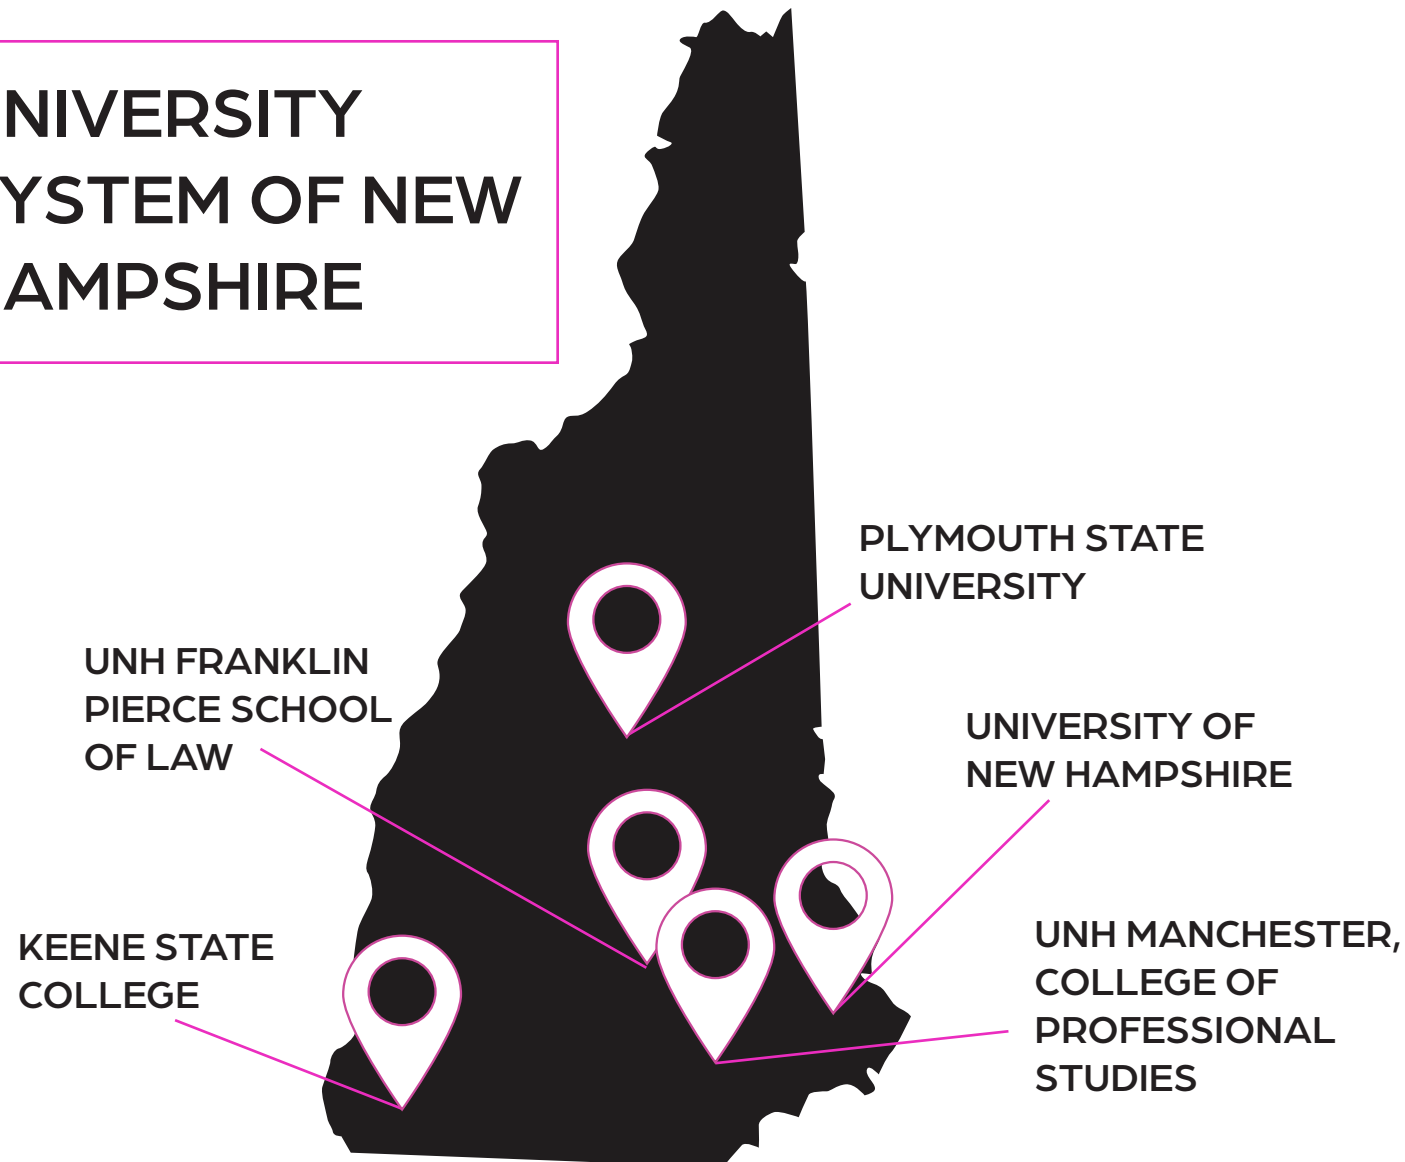 NIVERSITY
YSTEM OF NEW
AMPSHIRE
PLYMOUTH STATE
UNIVERSITY
UNH FRANKLIN
PIERCE SCHOOL
OF LAW
UNIVERSITY OF
NEW HAMPSHIRE
KEENE STATE
COLLEGE
UNH MANCHESTER,
COLLEGE OF
PROFESSIONAL
STUDIES